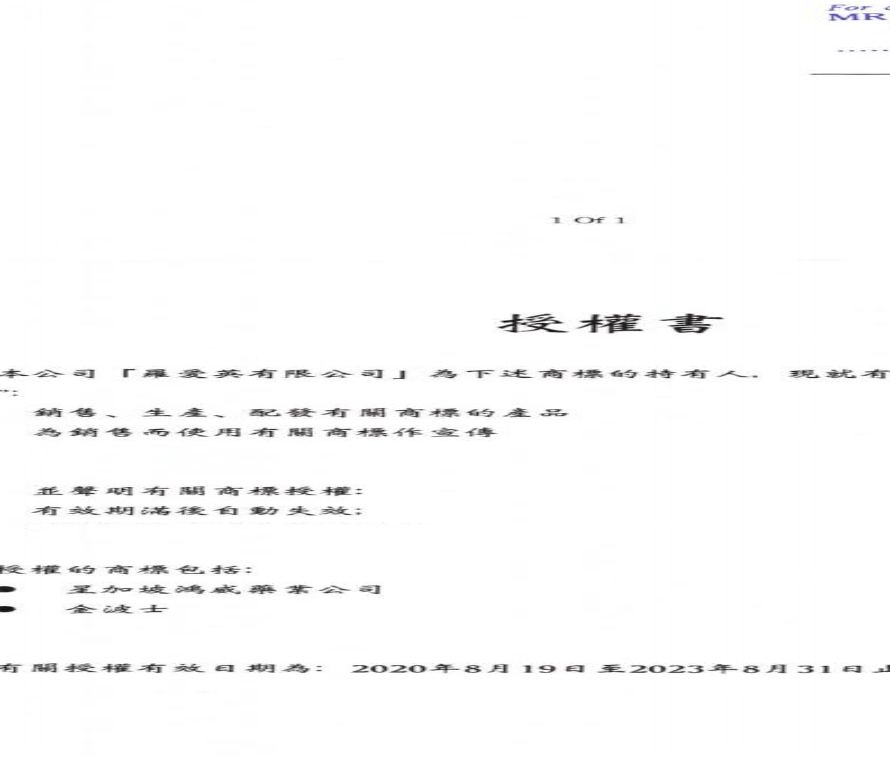 For
MR
1 Of 1
授權書
本公司「羅愛英有限公司」為下述商標的持有人. 現就有
":
銷售、生產、配發有關商標的產品
為銷售而使用有關商標作宣傳
並聲明有關商標授權:
有效期滿後自動失效;
授權的商標包括:
● 星加坡鴻威藥業公司
● 金波士
有關授權有效日期為: 2020年8月19日至2023年8月31日止